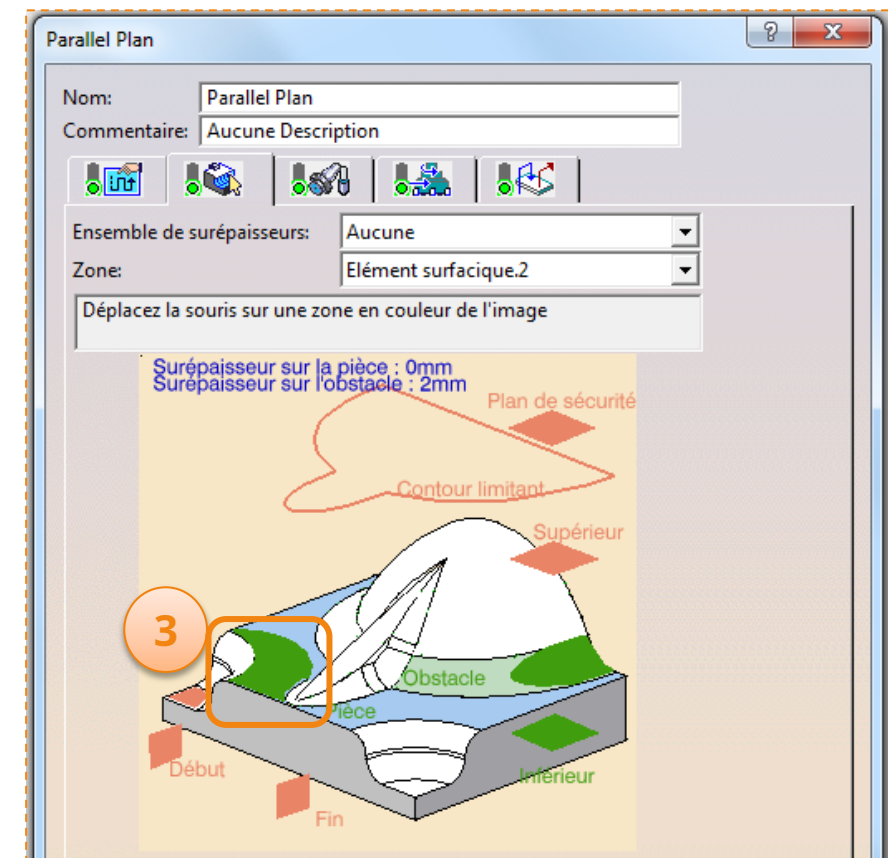 Parallel Plan
Nom: Parallel Plan
Commentaire: Aucune Description
Ensemble de surépaisseurs: Aucune
Zone: Elément surfacique.2
Déplacez la souris sur une zone en couleur de l'image
Surépaisseur sur la pièce : 0mm
Surépaisseur sur l'obstacle : 2mm
Plan de sécurité
Contour limitant
Supérieur
3
Obstacle
Pièce
Début
Inférieur
Fin